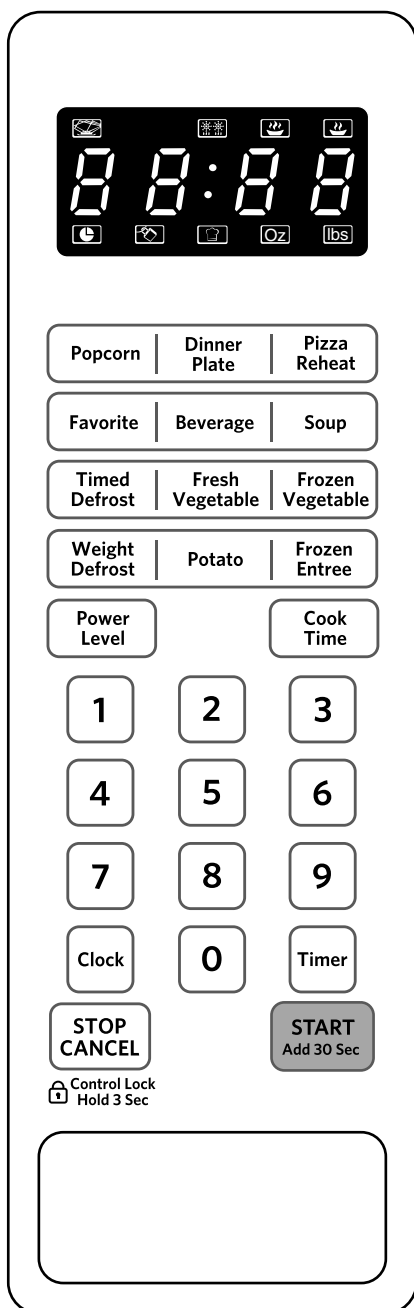 88:88
Oz lbs
Popcorn Dinner Plate Pizza Reheat
Favorite Beverage Soup
Timed Defrost Fresh Vegetable Frozen Vegetable
Weight Defrost Potato Frozen Entree
Power Level Cook Time
1 2 3
4 5 6
7 8 9
Clock 0 Timer
STOP CANCEL START Add 30 Sec
Control Lock
Hold 3 Sec